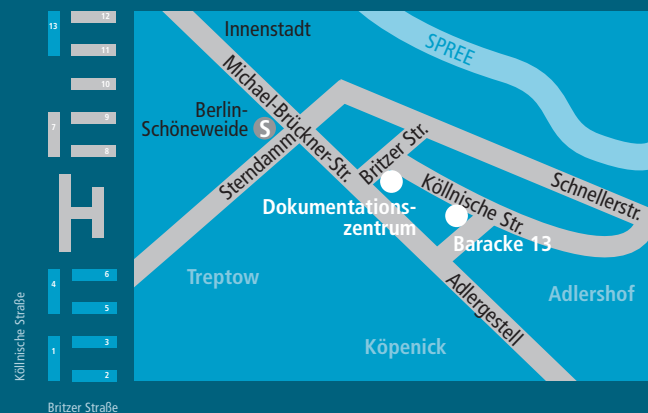 13
12
11
10
9
7
8
4
6
5
1
3
2
Köllnische Straße
Britzer Straße
Innenstadt
SPREE
Michael-Brückner-Str.
Berlin-
Schöneweide
S
Sterndamm
Britzer Str.
Schnellerstr.
Köllnische Str.
Dokumentations-
zentrum
Baracke 13
Treptow
Adlergestell
Adlershof
Köpenick